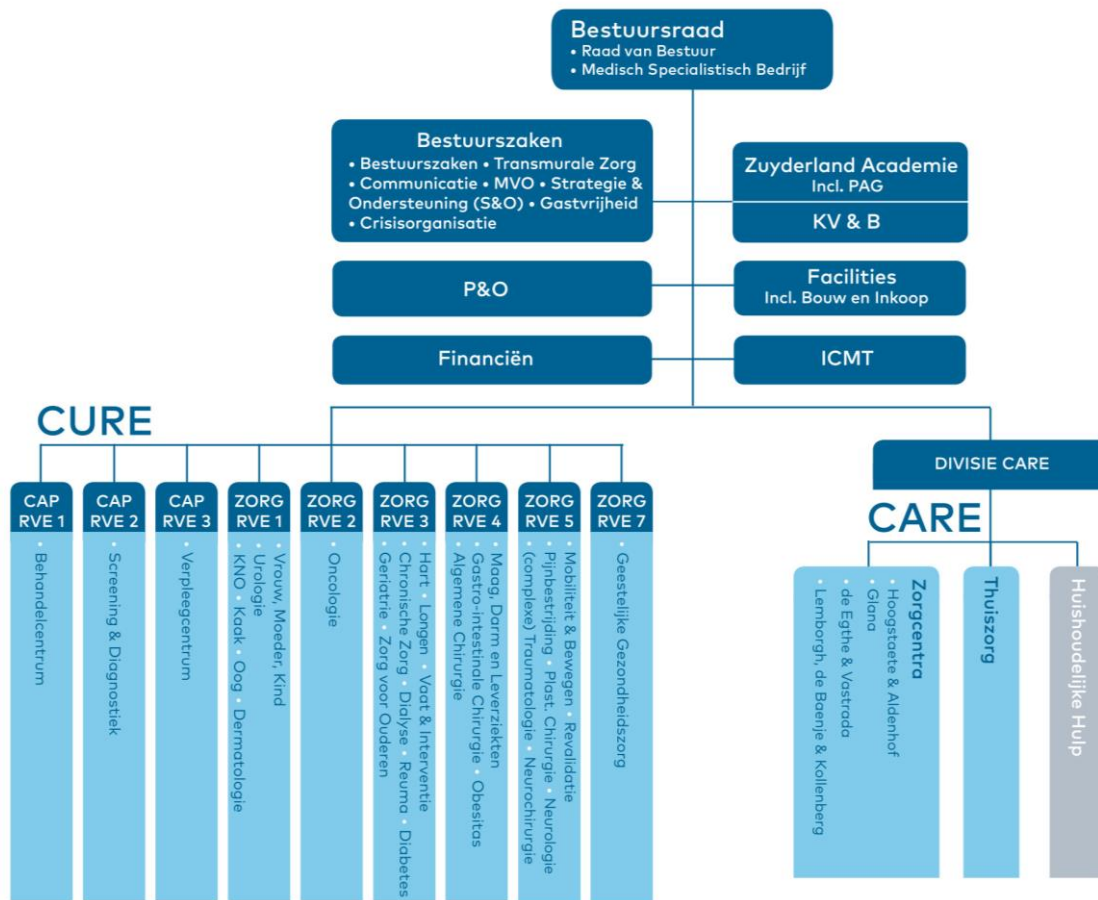 Bestuursraad
• Raad van Bestuur
• Medisch Specialistisch Bedrijf
Bestuurszaken
• Bestuurszaken • Transmurale Zorg
• Communicatie • MVO • Strategie &
Ondersteuning (S&O) • Gastvrijheid
• Crisisorganisatie
Zuyderland Academie
Incl. PAG
KV & B
P&O
Facilities
Incl. Bouw en Inkoop
Financiën
ICMT
CURE
CAP
RVE 1
Behandelcentrum
CAP
RVE 2
Screening & Diagnostiek
CAP
RVE 3
Verpleegcentrum
ZORG
RVE 1
Vrouw, Moeder, Kind
Urologie
KNO • Kaak • Oog • Dermatologie
ZORG
RVE 2
Oncologie
ZORG
RVE 3
Hart • Longen • Vaat & Interventie
Chronische Zorg • Dialyse • Reuma • Diabetes
Geriatrie • Zorg voor Ouderen
ZORG
RVE 4
Maag, Darm en Leverziekten
Gastro-intestinale Chirurgie • Obesitas
Algemene Chirurgie
ZORG
RVE 5
Mobiliteit & Bewegen • Revalidatie
Pijnbestrijding • Plast. Chirurgie • Neurologie
(complexe) Traumatologie • Neurochirurgie
ZORG
RVE 7
Geestelijke Gezondheidszorg
DIVISIE CARE
CARE
Zorgcentra
• Hoogstaete & Aldenhof
• Glana
• de Egthe & Vastrada
• Lemborgh, de Baenje & Kollenberg
Thuiszorg
Huishoudelijke Hulp